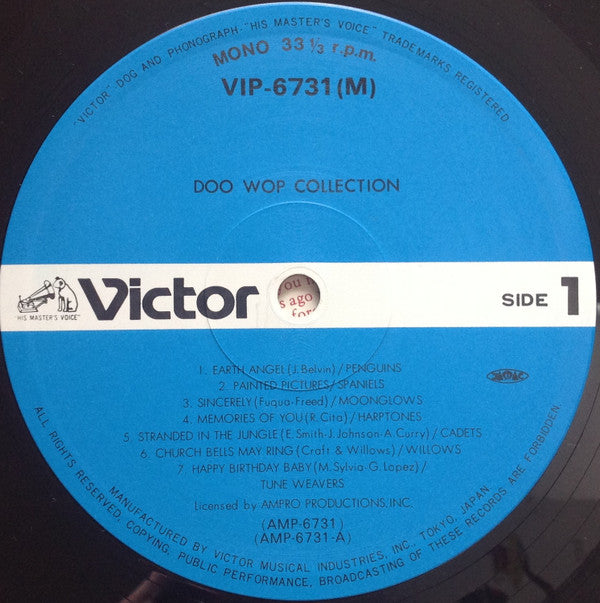 "VICTOR" DOG AND PHONOGRAPH·"HIS MASTER'S VOICE" TRADEMARKS REGISTERED
MONO 33⅓ r.p.m.
VIP-6731(M)
DOO WOP COLLECTION
"HIS MASTER'S VOICE"
Victor
SIDE 1
ou
s ago
for
1. EARTH ANGEL(J. Belvin)/PENGUINS
2. PAINTED PICTURES/SPANIELS
3. SINCERELY (Fuqua-Freed)/MOONGLOWS
4. MEMORIES OF YOU(R. Cita)/HARPTONES
5. STRANDED IN THE JUNGLE(E. Smith-J. Johnson-A. Curry)/CADETS
6. CHURCH BELLS MAY RING (Craft & Willows)/WILLOWS
7. HAPPY BIRTHDAY BABY(M. Sylvia-G. Lopez)/
TUNE WEAVERS
Licensed by AMPRO PRODUCTIONS, INC.
(AMP-6731)
(AMP-6731-A)
MANUFACTURED BY VICTOR MUSICAL INDUSTRIES, INC., TOKYO, JAPAN
ALL RIGHTS RESERVED. COPYING, PUBLIC PERFORMANCE, BROADCASTING OF THESE RECORDS ARE FORBIDDEN.